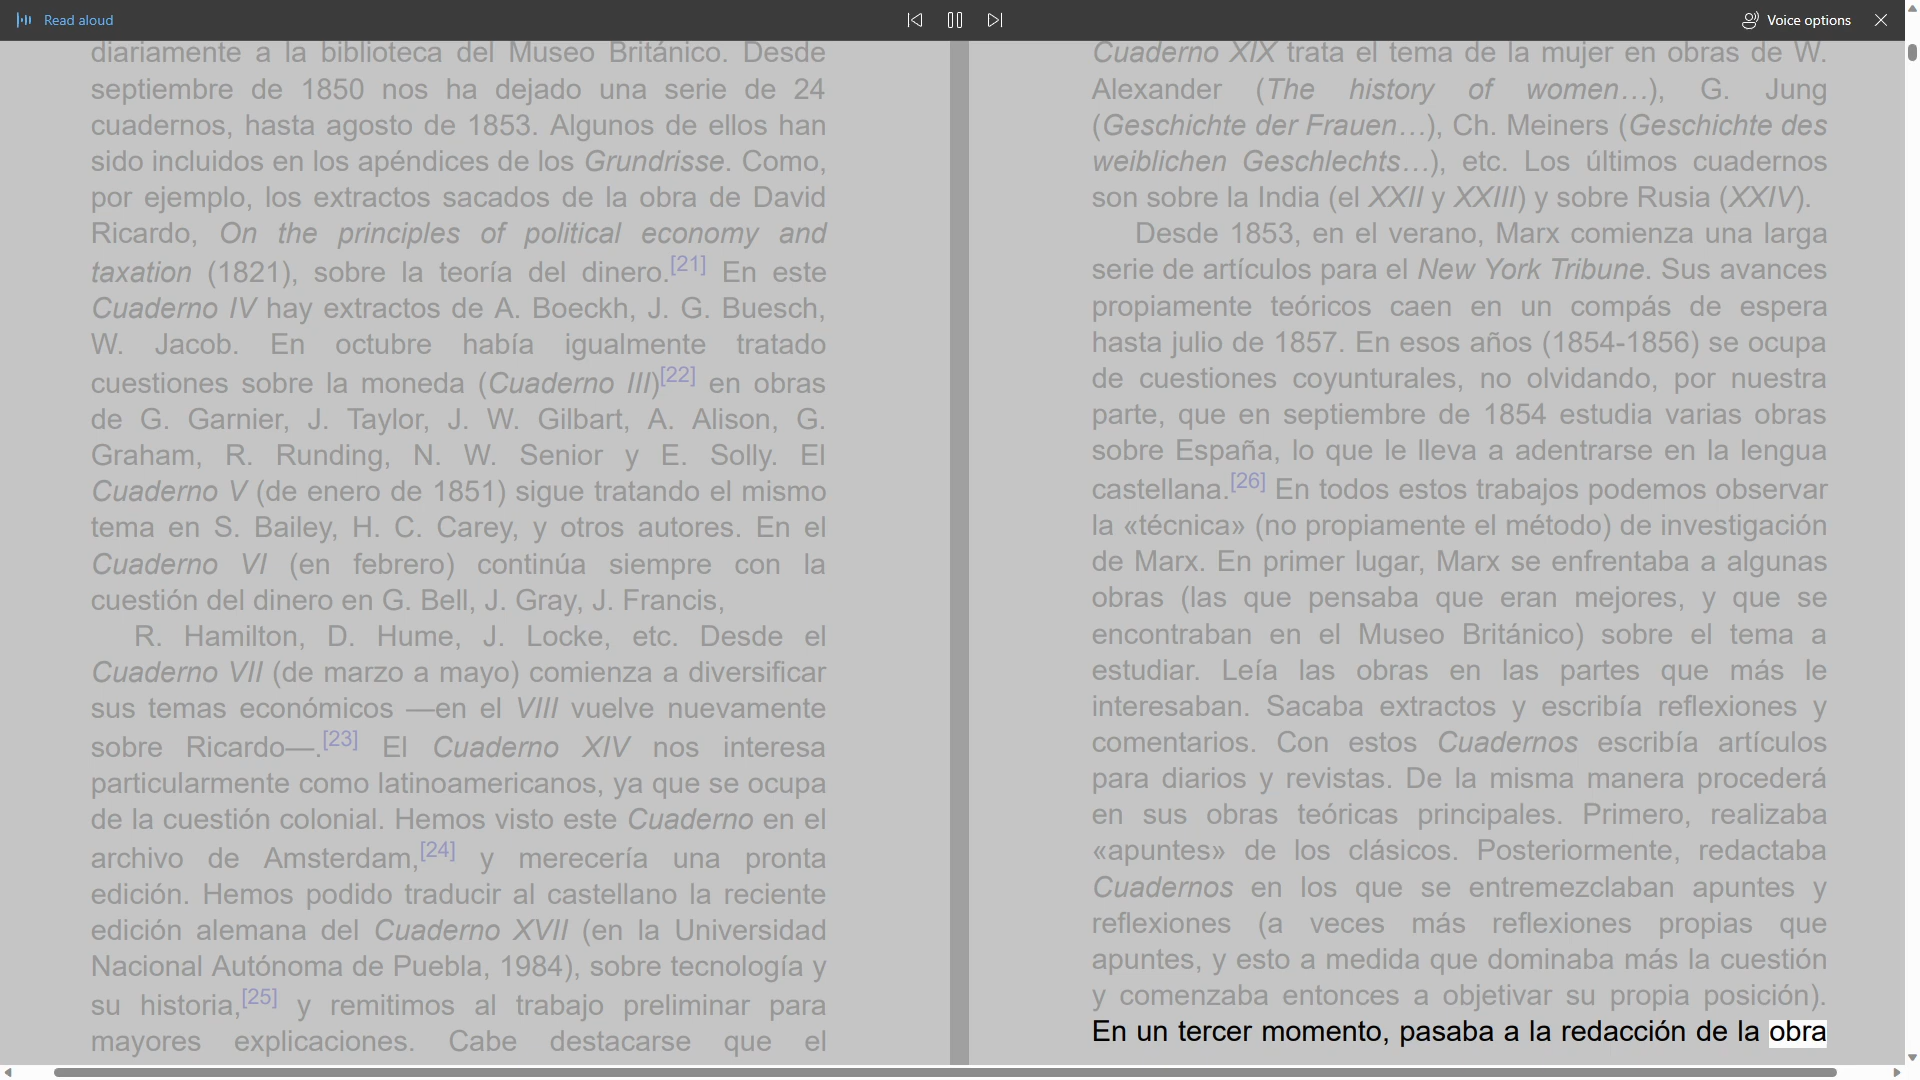 Read aloud
Voice options
diariamente a la biblioteca del Museo Británico. Desde
septiembre de 1850 nos ha dejado una serie de 24
cuadernos, hasta agosto de 1853. Algunos de ellos han
sido incluidos en los apéndices de los Grundrisse. Como,
por ejemplo, los extractos sacados de la obra de David
Ricardo, On the principles of political economy and
taxation (1821), sobre la teoría del dinero.[21] En este
Cuaderno IV hay extractos de A. Boeckh, J. G. Buesch,
W. Jacob. En octubre había igualmente tratado
cuestiones sobre la moneda (Cuaderno III)[22] en obras
de G. Garnier, J. Taylor, J. W. Gilbart, A. Alison, G.
Graham, R. Runding, N. W. Senior y E. Solly. El
Cuaderno V (de enero de 1851) sigue tratando el mismo
tema en S. Bailey, H. C. Carey, y otros autores. En el
Cuaderno VI (en febrero) continúa siempre con la
cuestión del dinero en G. Bell, J. Gray, J. Francis,
R. Hamilton, D. Hume, J. Locke, etc. Desde el
Cuaderno VII (de marzo a mayo) comienza a diversificar
sus temas económicos —en el VIII vuelve nuevamente
sobre Ricardo—.[23] El Cuaderno XIV nos interesa
particularmente como latinoamericanos, ya que se ocupa
de la cuestión colonial. Hemos visto este Cuaderno en el
archivo de Amsterdam,[24] y merecería una pronta
edición. Hemos podido traducir al castellano la reciente
edición alemana del Cuaderno XVII (en la Universidad
Nacional Autónoma de Puebla, 1984), sobre tecnología y
su historia,[25] y remitimos al trabajo preliminar para
mayores explicaciones. Cabe destacarse que el
Cuaderno XIX trata el tema de la mujer en obras de W.
Alexander (The history of women…), G. Jung
(Geschichte der Frauen…), Ch. Meiners (Geschichte des
weiblichen Geschlechts…), etc. Los últimos cuadernos
son sobre la India (el XXII y XXIII) y sobre Rusia (XXIV).
Desde 1853, en el verano, Marx comienza una larga
serie de artículos para el New York Tribune. Sus avances
propiamente teóricos caen en un compás de espera
hasta julio de 1857. En esos años (1854-1856) se ocupa
de cuestiones coyunturales, no olvidando, por nuestra
parte, que en septiembre de 1854 estudia varias obras
sobre España, lo que le lleva a adentrarse en la lengua
castellana.[26] En todos estos trabajos podemos observar
la «técnica» (no propiamente el método) de investigación
de Marx. En primer lugar, Marx se enfrentaba a algunas
obras (las que pensaba que eran mejores, y que se
encontraban en el Museo Británico) sobre el tema a
estudiar. Leía las obras en las partes que más le
interesaban. Sacaba extractos y escribía reflexiones y
comentarios. Con estos Cuadernos escribía artículos
para diarios y revistas. De la misma manera procederá
en sus obras teóricas principales. Primero, realizaba
«apuntes» de los clásicos. Posteriormente, redactaba
Cuadernos en los que se entremezclaban apuntes y
reflexiones (a veces más reflexiones propias que
apuntes, y esto a medida que dominaba más la cuestión
y comenzaba entonces a objetivar su propia posición).
En un tercer momento, pasaba a la redacción de la obra